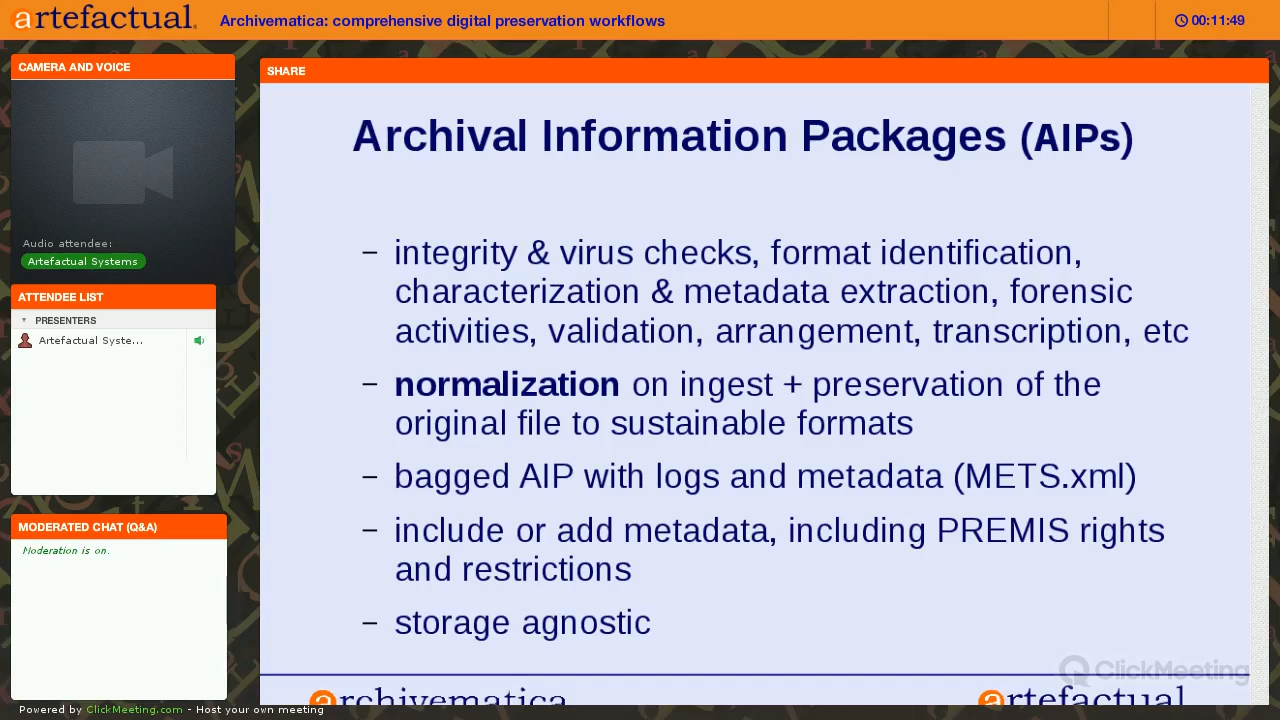 artefactual
Archivematica: comprehensive digital preservation workflows
00:11:49
CAMERA AND VOICE
Audio attendee:
Artefactual Systems
ATTENDEE LIST
PRESENTERS
Artefactual Syste...
MODERATED CHAT (Q&A)
Moderation is on.
SHARE
Archival Information Packages (AIPs)
– integrity & virus checks, format identification,
characterization & metadata extraction, forensic
activities, validation, arrangement, transcription, etc
– normalization on ingest + preservation of the
original file to sustainable formats
– bagged AIP with logs and metadata (METS.xml)
– include or add metadata, including PREMIS rights
and restrictions
– storage agnostic
ClickMeeting
archivematica
artefactual
Powered by ClickMeeting.com - Host your own meeting